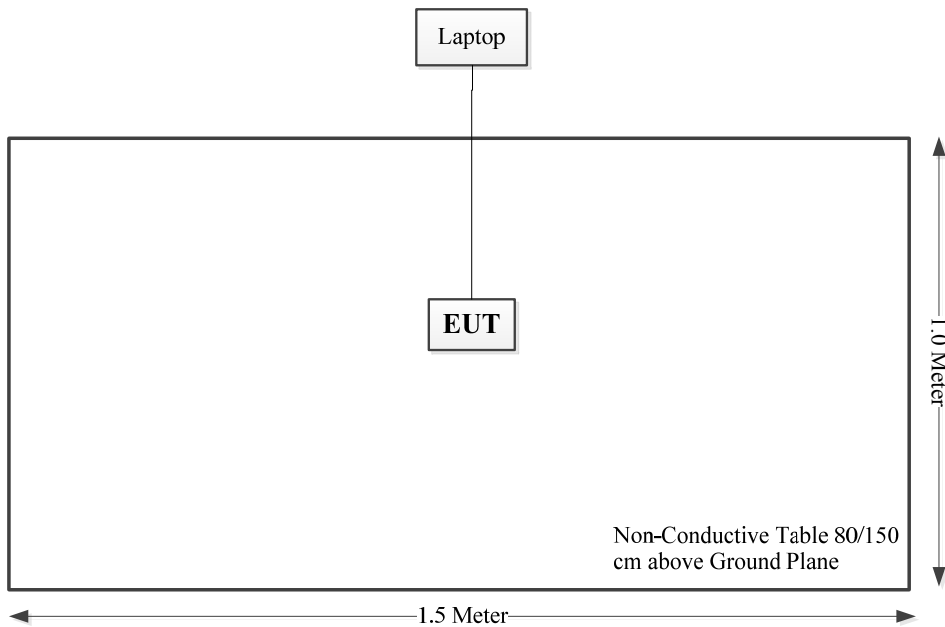 Laptop
EUT
1.0 Meter
Non-Conductive Table 80/150
cm above Ground Plane
1.5 Meter